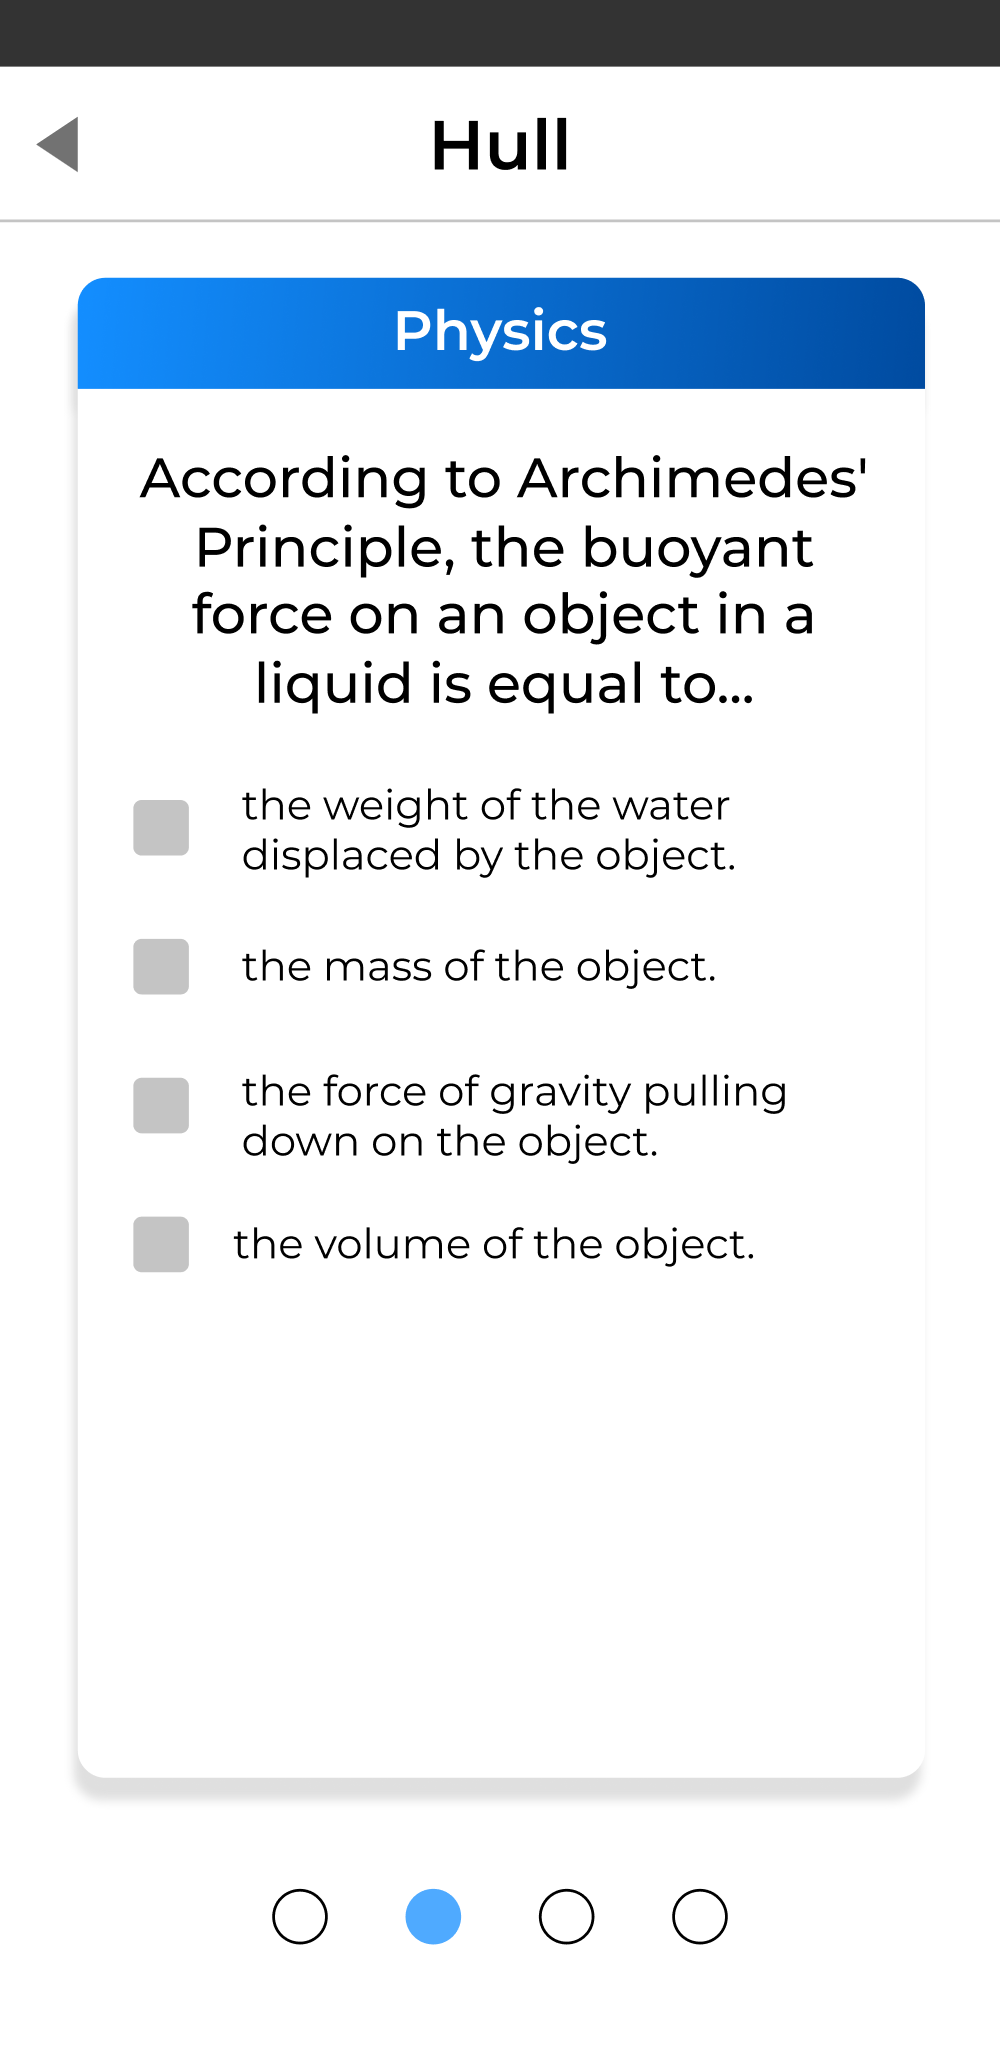 Hull
Physics
According to Archimedes'
Principle, the buoyant
force on an object in a
liquid is equal to...
the weight of the water
displaced by the object.
the mass of the object.
the force of gravity pulling
down on the object.
the volume of the object.